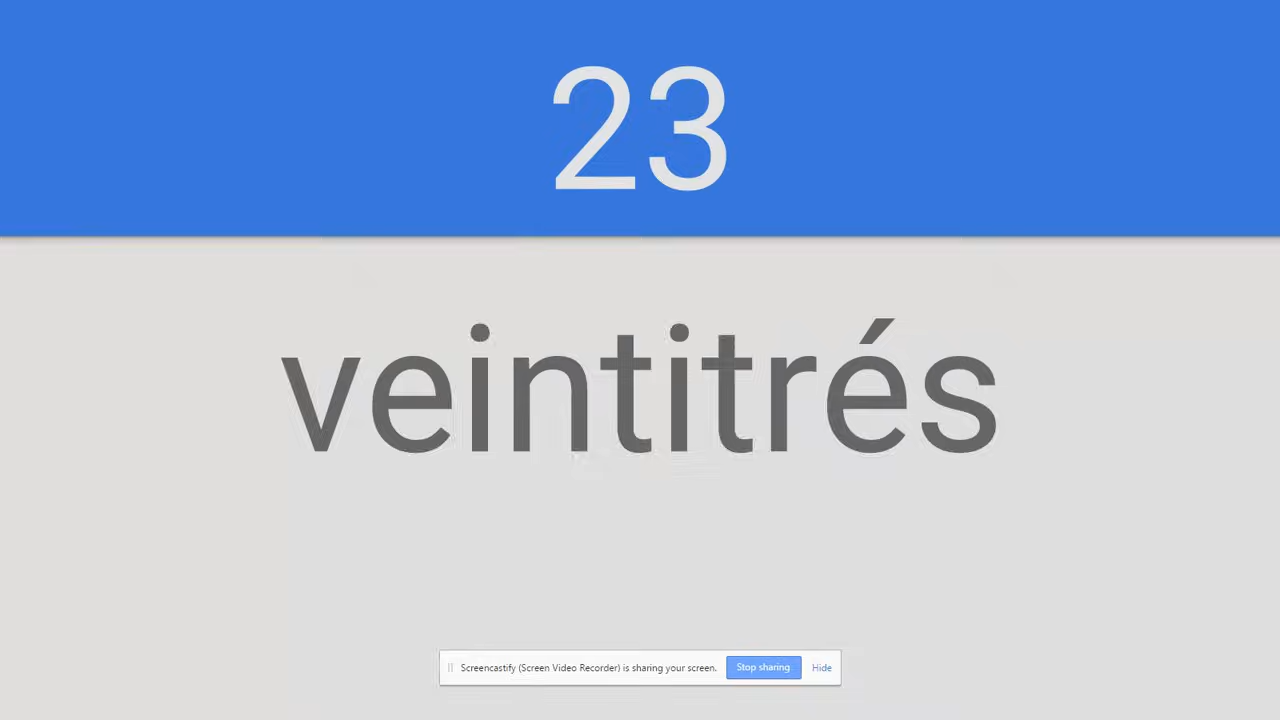 23
veintitrés
Screencastify (Screen Video Recorder) is sharing your screen. Stop sharing Hide